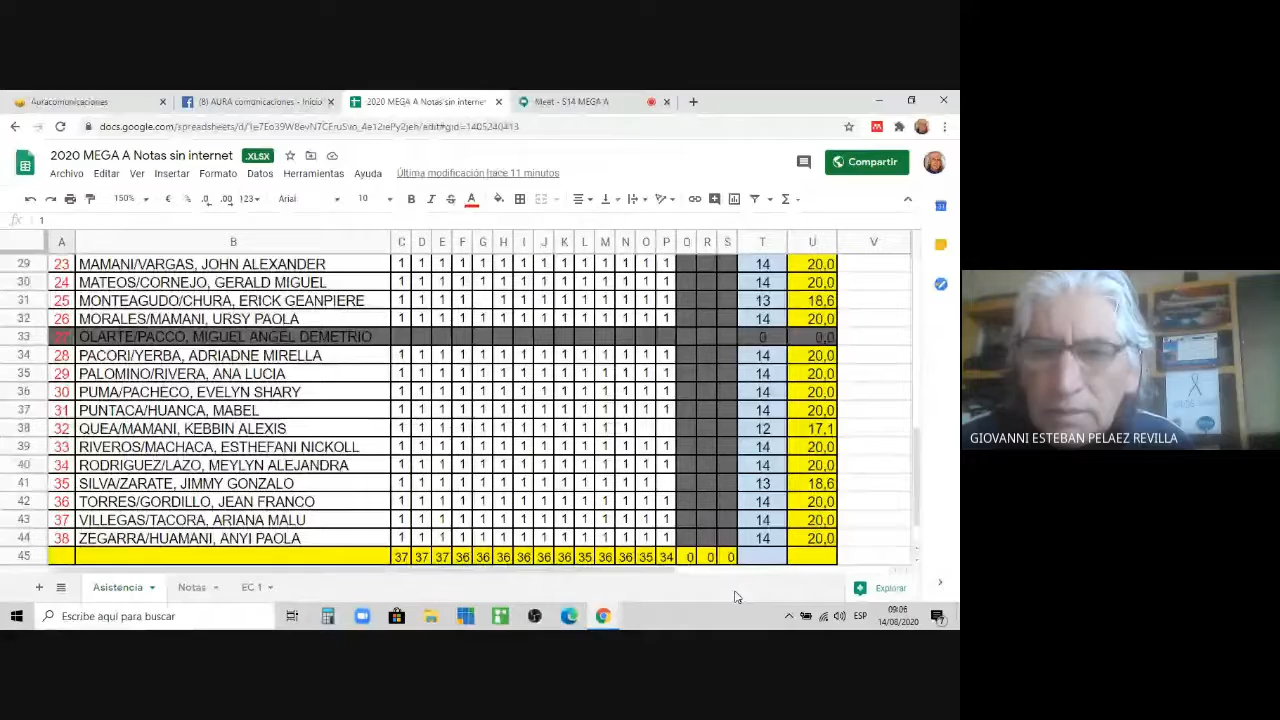 Auracomunicaciones
(8) AURA comunicaciones - Inicio
2020 MEGA A Notas sin internet
Meet - S14 MEGA A
2020 MEGA A Notas sin internet .XLSX
Compartir
Archivo Editar Ver Insertar Formato Datos Herramientas Ayuda Última modificación hace 11 minutos
150% € % .0 .00 123 Arial 10 B I S A
fx 1
A B C D E F G H I J K L M N O P Q R S T U V
29 23 MAMANI/VARGAS, JOHN ALEXANDER 1 1 1 1 1 1 1 1 1 1 1 1 1 1 14 20,0
30 24 MATEOS/CORNEJO, GERALD MIGUEL 1 1 1 1 1 1 1 1 1 1 1 1 1 1 14 20,0
31 25 MONTEAGUDO/CHURA, ERICK GEANPIERE 1 1 1 1 1 1 1 1 1 1 1 1 1 13 18,6
32 26 MORALES/MAMANI, URSY PAOLA 1 1 1 1 1 1 1 1 1 1 1 1 1 1 14 20,0
33 27 OLARTE/PACCO, MIGUEL ANGEL DEMETRIO 0 0,0
34 28 PACORI/YERBA, ADRIADNE MIRELLA 1 1 1 1 1 1 1 1 1 1 1 1 1 1 14 20,0
35 29 PALOMINO/RIVERA, ANA LUCIA 1 1 1 1 1 1 1 1 1 1 1 1 1 1 14 20,0
36 30 PUMA/PACHECO, EVELYN SHARY 1 1 1 1 1 1 1 1 1 1 1 1 1 1 14 20,0
37 31 PUNTACA/HUANCA, MABEL 1 1 1 1 1 1 1 1 1 1 1 1 1 1 14 20,0
38 32 QUEA/MAMANI, KEBBIN ALEXIS 1 1 1 1 1 1 1 1 1 1 1 1 12 17,1
39 33 RIVEROS/MACHACA, ESTHEFANI NICKOLL 1 1 1 1 1 1 1 1 1 1 1 1 1 1 14 20,0
40 34 RODRIGUEZ/LAZO, MEYLYN ALEJANDRA 1 1 1 1 1 1 1 1 1 1 1 1 1 1 14 20,0
41 35 SILVA/ZARATE, JIMMY GONZALO 1 1 1 1 1 1 1 1 1 1 1 1 1 13 18,6
42 36 TORRES/GORDILLO, JEAN FRANCO 1 1 1 1 1 1 1 1 1 1 1 1 1 1 14 20,0
43 37 VILLEGAS/TACORA, ARIANA MALU 1 1 1 1 1 1 1 1 1 1 1 1 1 1 14 20,0
44 38 ZEGARRA/HUAMANI, ANYI PAOLA 1 1 1 1 1 1 1 1 1 1 1 1 1 1 14 20,0
45 37 37 37 36 36 36 36 36 36 35 36 36 35 34 0 0 0
Asistencia Notas EC 1 Explorar
Escribe aquí para buscar
ESP
09:06
14/08/2020
GIOVANNI ESTEBAN PELAEZ REVILLA